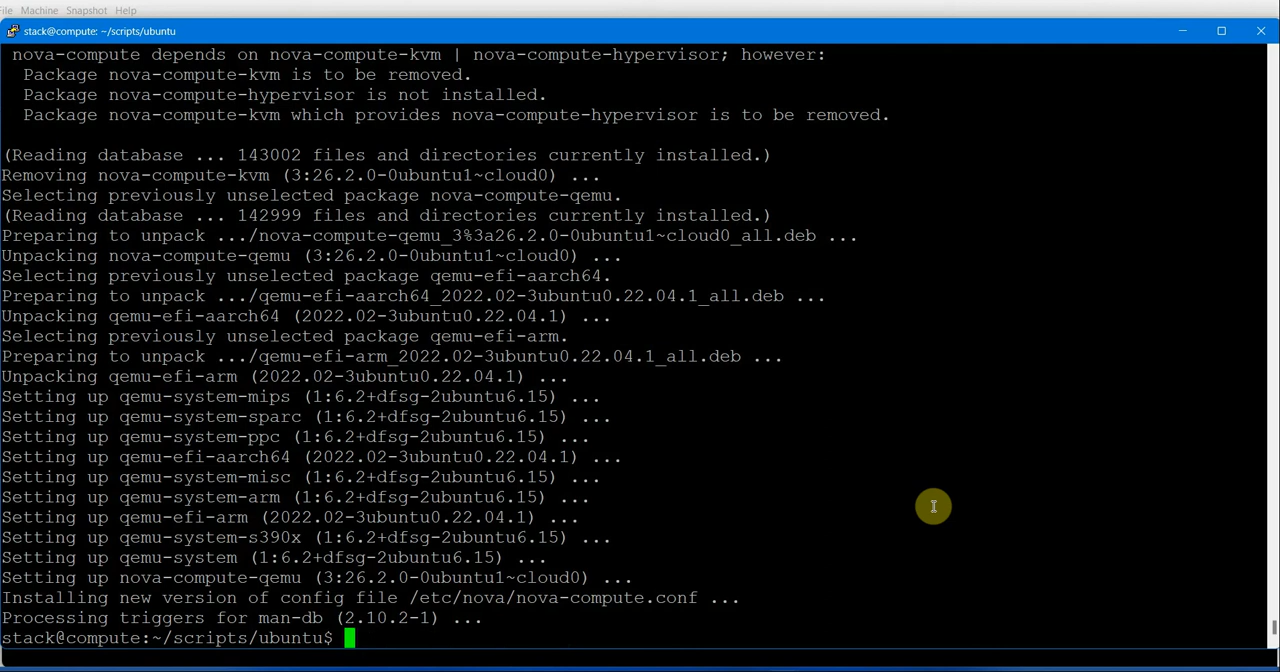 File Machine Snapshot Help
stack@compute: ~/scripts/ubuntu
nova-compute depends on nova-compute-kvm | nova-compute-hypervisor; however:
Package nova-compute-kvm is to be removed.
Package nova-compute-hypervisor is not installed.
Package nova-compute-kvm which provides nova-compute-hypervisor is to be removed.
(Reading database ... 143002 files and directories currently installed.)
Removing nova-compute-kvm (3:26.2.0-0ubuntu1~cloud0) ...
Selecting previously unselected package nova-compute-qemu.
(Reading database ... 142999 files and directories currently installed.)
Preparing to unpack .../nova-compute-qemu_3%3a26.2.0-0ubuntu1~cloud0_all.deb ...
Unpacking nova-compute-qemu (3:26.2.0-0ubuntu1~cloud0) ...
Selecting previously unselected package qemu-efi-aarch64.
Preparing to unpack .../qemu-efi-aarch64_2022.02-3ubuntu0.22.04.1_all.deb ...
Unpacking qemu-efi-aarch64 (2022.02-3ubuntu0.22.04.1) ...
Selecting previously unselected package qemu-efi-arm.
Preparing to unpack .../qemu-efi-arm_2022.02-3ubuntu0.22.04.1_all.deb ...
Unpacking qemu-efi-arm (2022.02-3ubuntu0.22.04.1) ...
Setting up qemu-system-mips (1:6.2+dfsg-2ubuntu6.15) ...
Setting up qemu-system-sparc (1:6.2+dfsg-2ubuntu6.15) ...
Setting up qemu-system-ppc (1:6.2+dfsg-2ubuntu6.15) ...
Setting up qemu-efi-aarch64 (2022.02-3ubuntu0.22.04.1) ...
Setting up qemu-system-misc (1:6.2+dfsg-2ubuntu6.15) ...
Setting up qemu-system-arm (1:6.2+dfsg-2ubuntu6.15) ...
Setting up qemu-efi-arm (2022.02-3ubuntu0.22.04.1) ...
Setting up qemu-system-s390x (1:6.2+dfsg-2ubuntu6.15) ...
Setting up qemu-system (1:6.2+dfsg-2ubuntu6.15) ...
Setting up nova-compute-qemu (3:26.2.0-0ubuntu1~cloud0) ...
Installing new version of config file /etc/nova/nova-compute.conf ...
Processing triggers for man-db (2.10.2-1) ...
stack@compute:~/scripts/ubuntu$